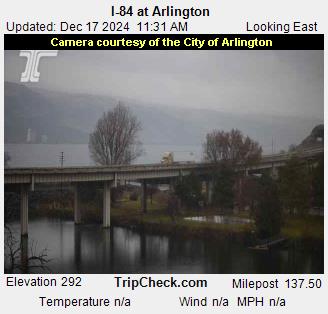 I-84 at Arlington
Updated: Dec 17 2024 11:31 AM Looking East
Camera courtesy of the City of Arlington
Elevation 292 TripCheck.com Milepost 137.50
Temperature n/a Wind n/a MPH n/a